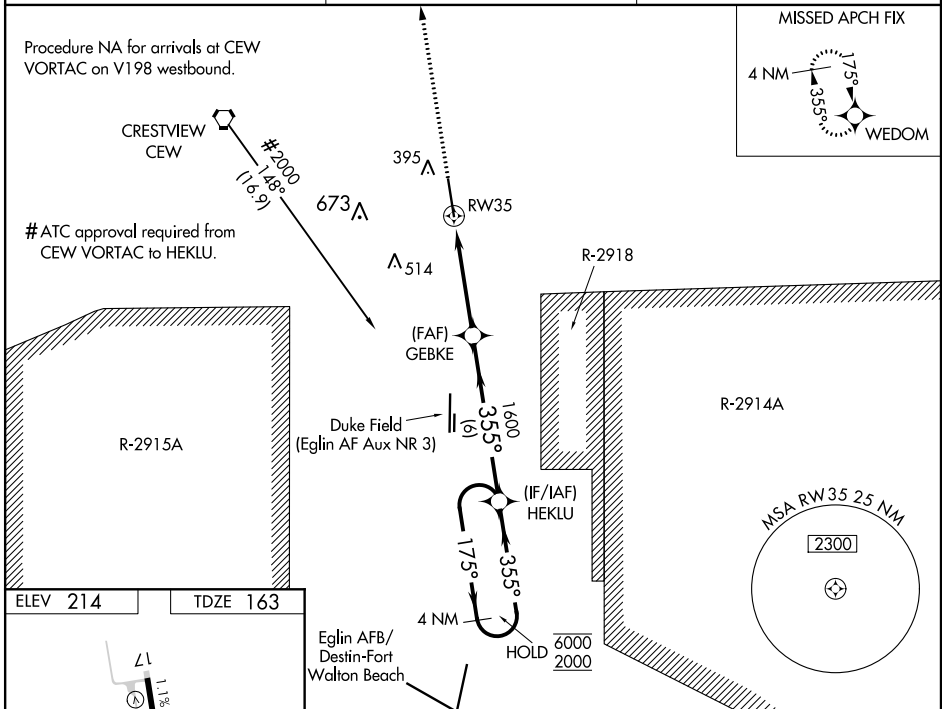 Procedure NA for arrivals at CEW
VORTAC on V198 westbound.
MISSED APCH FIX
4 NM
175°
355°
WEDOM
CRESTVIEW
CEW
#2000
148°
(16.9)
395
673
RW35
#ATC approval required from
CEW VORTAC to HEKLU.
514
R-2918
(FAF)
GEBKE
R-2915A
Duke Field
(Eglin AF Aux NR 3)
1600
355°
(6)
R-2914A
(IF/IAF)
HEKLU
MSA RW35 25 NM
2300
175°
355°
4 NM
HOLD
6000
2000
ELEV 214
TDZE 163
Eglin AFB/
Destin-Fort
Walton Beach
17
1.1%